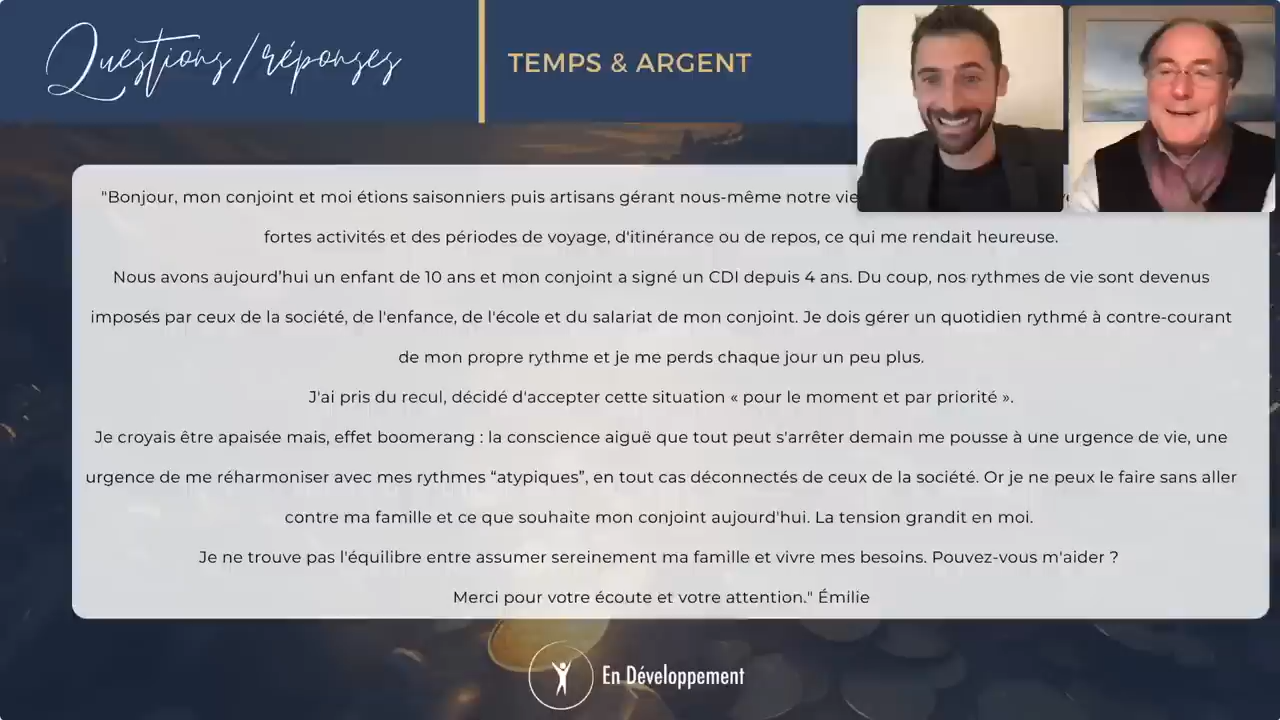 Questions/réponses
TEMPS & ARGENT
"Bonjour, mon conjoint et moi étions saisonniers puis artisans gérant nous-même notre vie
fortes activités et des périodes de voyage, d'itinérance ou de repos, ce qui me rendait heureuse.
Nous avons aujourd'hui un enfant de 10 ans et mon conjoint a signé un CDI depuis 4 ans. Du coup, nos rythmes de vie sont devenus
imposés par ceux de la société, de l'enfance, de l'école et du salariat de mon conjoint. Je dois gérer un quotidien rythmé à contre-courant
de mon propre rythme et je me perds chaque jour un peu plus.
J'ai pris du recul, décidé d'accepter cette situation « pour le moment et par priorité ».
Je croyais être apaisée mais, effet boomerang : la conscience aiguë que tout peut s'arrêter demain me pousse à une urgence de vie, une
urgence de me réharmoniser avec mes rythmes “atypiques”, en tout cas déconnectés de ceux de la société. Or je ne peux le faire sans aller
contre ma famille et ce que souhaite mon conjoint aujourd'hui. La tension grandit en moi.
Je ne trouve pas l'équilibre entre assumer sereinement ma famille et vivre mes besoins. Pouvez-vous m'aider ?
Merci pour votre écoute et votre attention." Émilie
En Développement